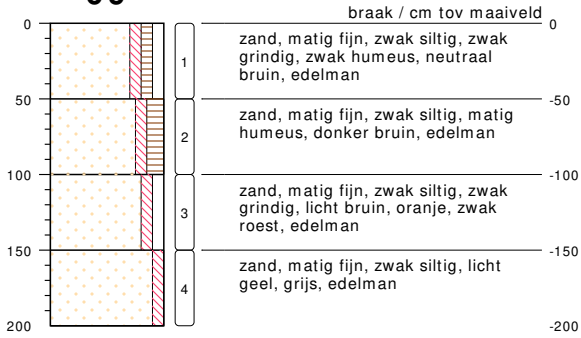 braak / cm tov maaiveld
0
0
zand, matig fijn, zwak siltig, zwak
grindig, zwak humeus, neutraal
bruin, edelman
1
50
-50
zand, matig fijn, zwak siltig, matig
humeus, donker bruin, edelman
2
100
-100
zand, matig fijn, zwak siltig, zwak
grindig, licht bruin, oranje, zwak
roest, edelman
3
150
-150
zand, matig fijn, zwak siltig, licht
geel, grijs, edelman
4
200
-200